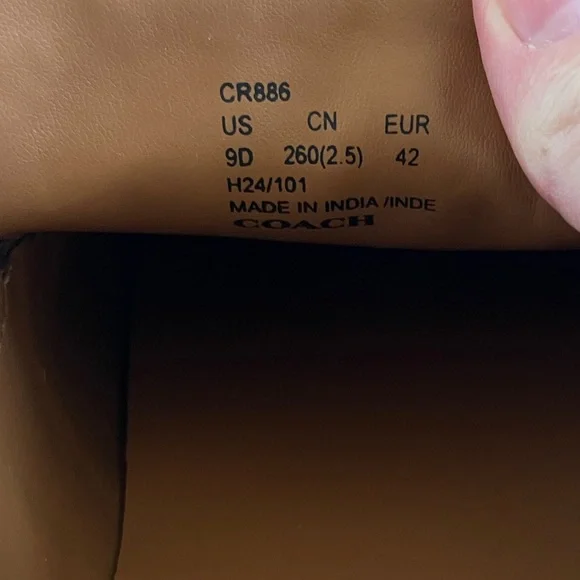 CR886
US CN EUR
9D 260(2.5) 42
H24/101
MADE IN INDIA /INDE
COACH